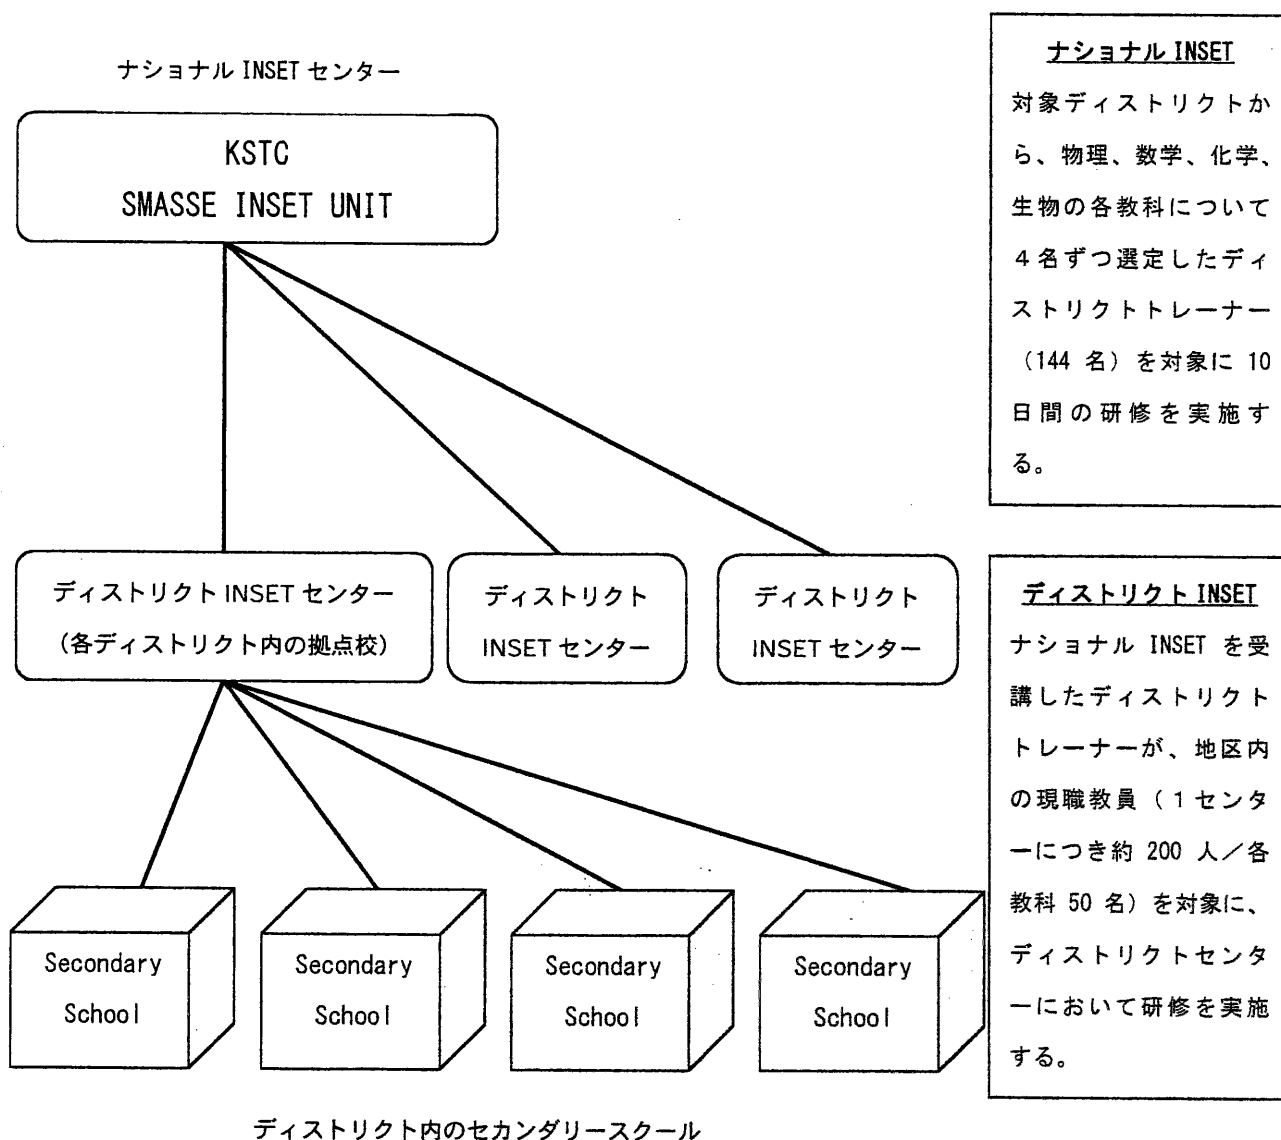 ナショナル INSET センター
KSTC
SMASSE INSET UNIT
ナショナル INSET
対象ディストリクトか
ら、物理、数学、化学、
生物の各教科について
４名ずつ選定したディ
ストリクトトレーナー
（144 名）を対象に 10
日間の研修を実施す
る。
ディストリクト INSET センター
（各ディストリクト内の拠点校）
ディストリクト
INSET センター
ディストリクト
INSET センター
ディストリクト INSET
ナショナル INSET を受
講したディストリクト
トレーナーが、地区内
の現職教員（１センタ
ーにつき約 200 人／各
教科 50 名）を対象に、
ディストリクトセンタ
ーにおいて研修を実施
する。
Secondary
School
Secondary
School
Secondary
School
Secondary
School
ディストリクト内のセカンダリースクール